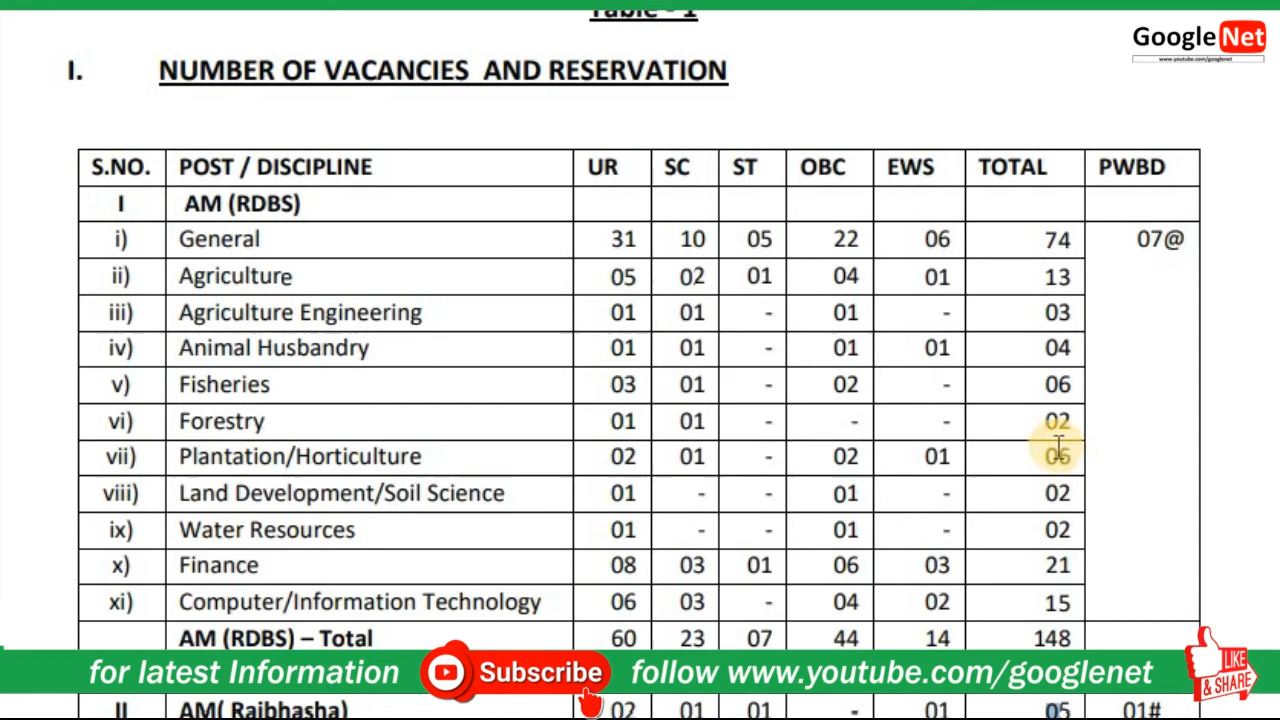 Table - 1
Google Net
www.youtube.com/googlenet
I. NUMBER OF VACANCIES AND RESERVATION
S.NO. POST / DISCIPLINE UR SC ST OBC EWS TOTAL PWBD
I AM (RDBS)
i) General 31 10 05 22 06 74 07@
ii) Agriculture 05 02 01 04 01 13
iii) Agriculture Engineering 01 01 - 01 - 03
iv) Animal Husbandry 01 01 - 01 01 04
v) Fisheries 03 01 - 02 - 06
vi) Forestry 01 01 - - - 02
vii) Plantation/Horticulture 02 01 - 02 01 06
viii) Land Development/Soil Science 01 - - 01 - 02
ix) Water Resources 01 - - 01 - 02
x) Finance 08 03 01 06 03 21
xi) Computer/Information Technology 06 03 - 04 02 15
AM (RDBS) – Total 60 23 07 44 14 148
for latest Information Subscribe follow www.youtube.com/googlenet
LIKE
& SHARE
II AM( Rajbhasha) 02 01 01 - 01 05 01#